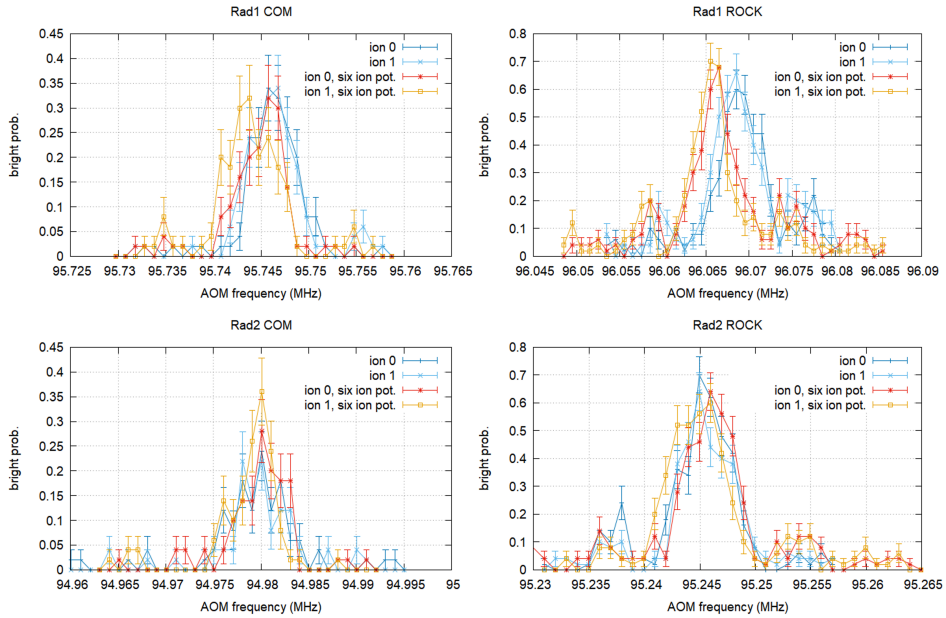 Rad1 COM
0.45
0.4
0.35
0.3
0.25
0.2
0.15
0.1
0.05
0
bright prob.
ion 0
ion 1
ion 0, six ion pot.
ion 1, six ion pot.
95.725 95.73 95.735 95.74 95.745 95.75 95.755 95.76 95.765
AOM frequency (MHz)
Rad1 ROCK
0.8
0.7
0.6
0.5
0.4
0.3
0.2
0.1
0
bright prob.
ion 0
ion 1
ion 0, six ion pot.
ion 1, six ion pot.
96.045 96.05 96.055 96.06 96.065 96.07 96.075 96.08 96.085 96.09
AOM frequency (MHz)
Rad2 COM
0.45
0.4
0.35
0.3
0.25
0.2
0.15
0.1
0.05
0
bright prob.
ion 0
ion 1
ion 0, six ion pot.
ion 1, six ion pot.
94.96 94.965 94.97 94.975 94.98 94.985 94.99 94.995 95
AOM frequency (MHz)
Rad2 ROCK
0.8
0.7
0.6
0.5
0.4
0.3
0.2
0.1
0
bright prob.
ion 0
ion 1
ion 0, six ion pot.
ion 1, six ion pot.
95.23 95.235 95.24 95.245 95.25 95.255 95.26 95.265
AOM frequency (MHz)